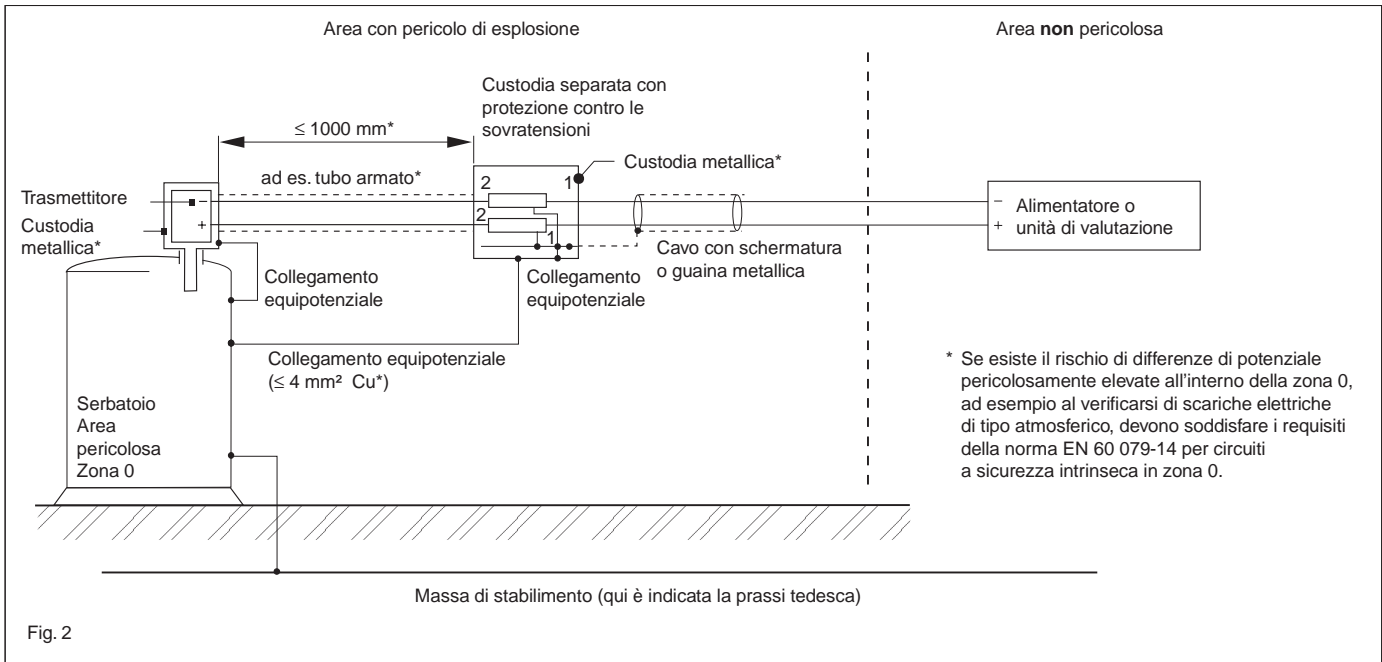 Area con pericolo di esplosione
Area non pericolosa
Custodia separata con
protezione contro le
sovratensioni
≤ 1000 mm*
Custodia metallica*
ad es. tubo armato*
2
1
Trasmettitore
–
–
Alimentatore o
unità di valutazione
2
Custodia
metallica*
+
+
1
Cavo con schermatura
o guaina metallica
Collegamento
equipotenziale
Collegamento
equipotenziale
Collegamento equipotenziale
(≤ 4 mm² Cu*)
* Se esiste il rischio di differenze di potenziale
pericolosamente elevate all'interno della zona 0,
ad esempio al verificarsi di scariche elettriche
di tipo atmosferico, devono soddisfare i requisiti
della norma EN 60 079-14 per circuiti
a sicurezza intrinseca in zona 0.
Serbatoio
Area
pericolosa
Zona 0
Massa di stabilimento (qui è indicata la prassi tedesca)
Fig. 2